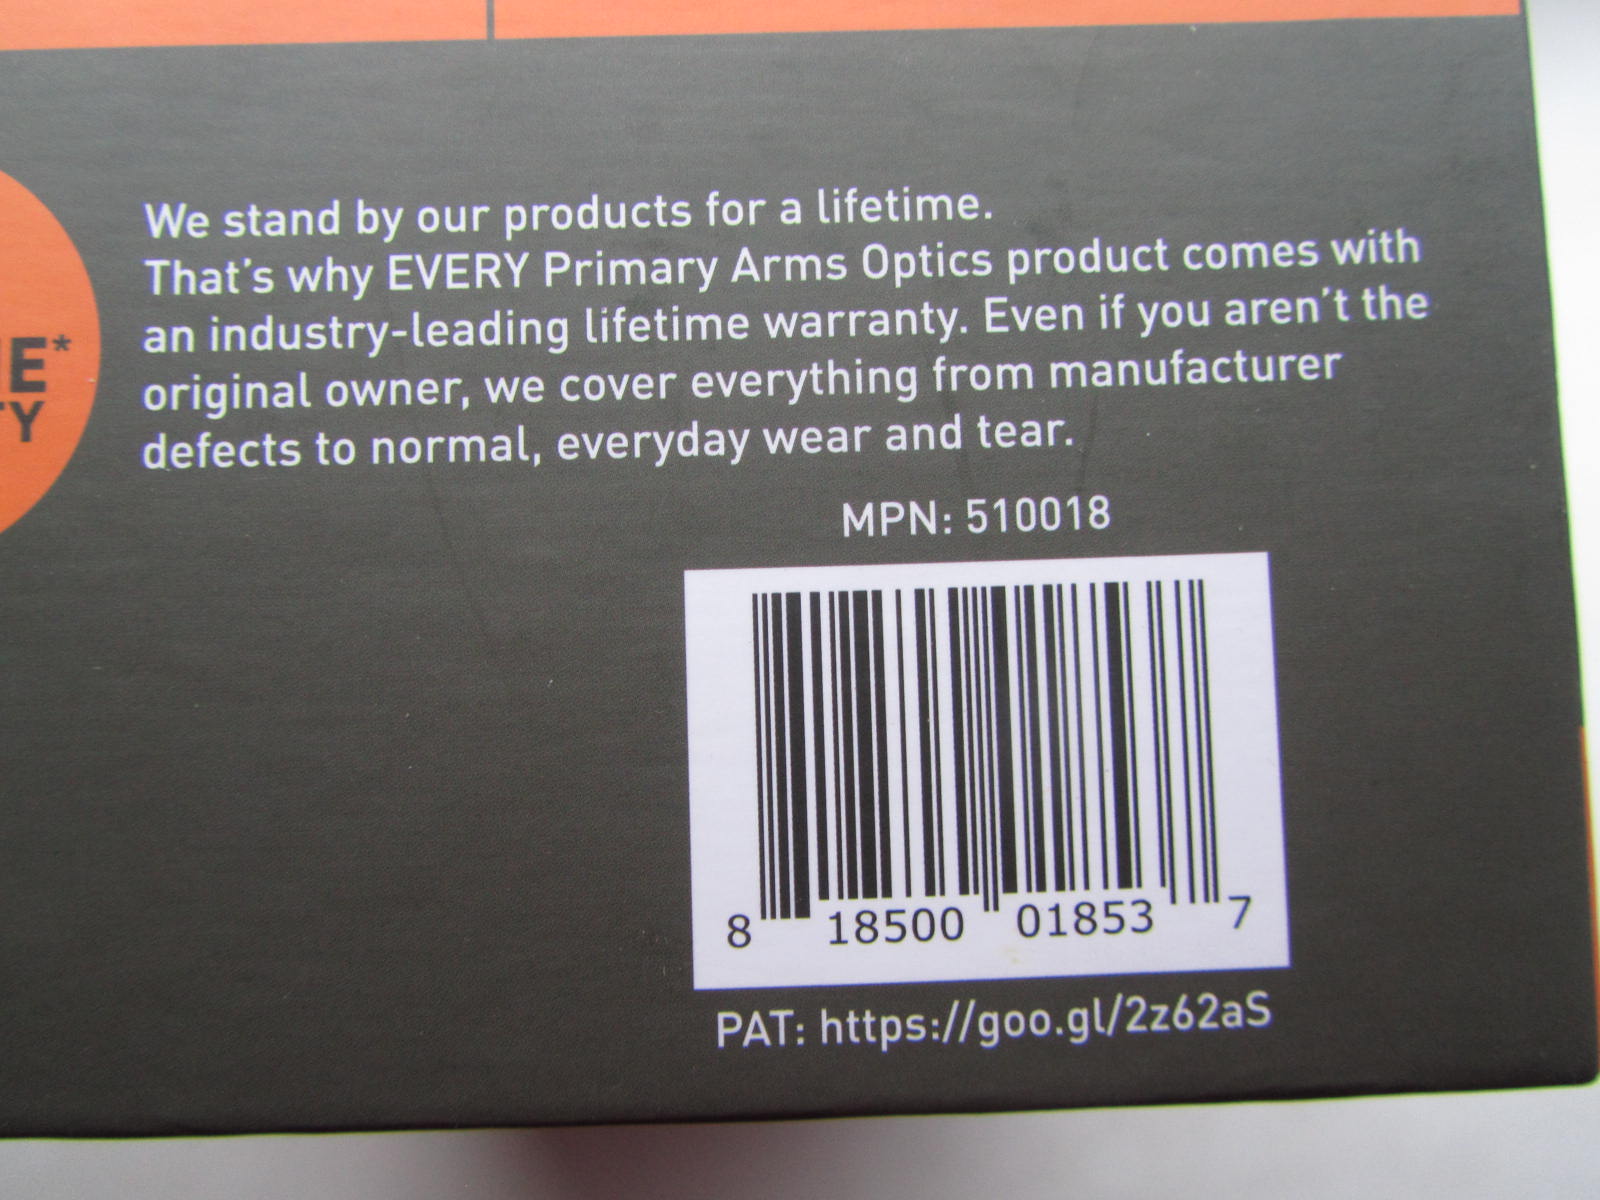 E*
TY
We stand by our products for a lifetime.
That's why EVERY Primary Arms Optics product comes with
an industry-leading lifetime warranty. Even if you aren't the
original owner, we cover everything from manufacturer
defects to normal, everyday wear and tear.
MPN: 510018
8 18500 01853 7
PAT: https://goo.gl/2z62aS